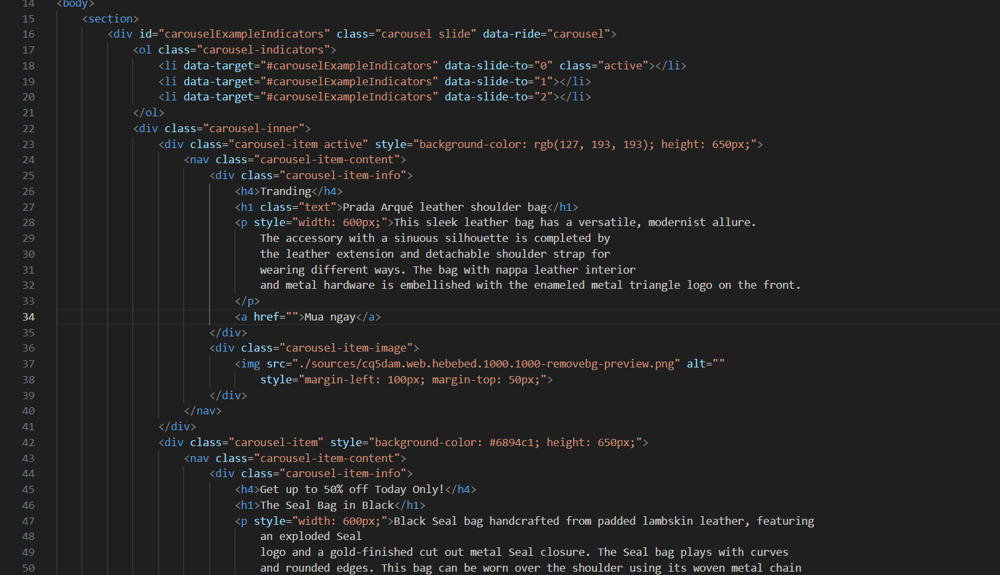 14 <body>
15 <section>
16 <div id="carouselExampleIndicators" class="carousel slide" data-ride="carousel">
17 <ol class="carousel-indicators">
18 <li data-target="#carouselExampleIndicators" data-slide-to="0" class="active"></li>
19 <li data-target="#carouselExampleIndicators" data-slide-to="1"></li>
20 <li data-target="#carouselExampleIndicators" data-slide-to="2"></li>
21 </ol>
22 <div class="carousel-inner">
23 <div class="carousel-item active" style="background-color: rgb(127, 193, 193); height: 650px;">
24 <nav class="carousel-item-content">
25 <div class="carousel-item-info">
26 <h4>Tranding</h4>
27 <h1 class="text">Prada Arqué leather shoulder bag</h1>
28 <p style="width: 600px;">This sleek leather bag has a versatile, modernist allure.
29 The accessory with a sinuous silhouette is completed by
30 the leather extension and detachable shoulder strap for
31 wearing different ways. The bag with nappa leather interior
32 and metal hardware is embellished with the enameled metal triangle logo on the front.
33 </p>
34 <a href="">Mua ngay</a>
35 </div>
36 <div class="carousel-item-image">
37 <img src="./sources/cq5dam.web.hebebed.1000.1000-removebg-preview.png" alt=""
38 style="margin-left: 100px; margin-top: 50px;">
39 </div>
40 </nav>
41 </div>
42 <div class="carousel-item" style="background-color: #6894c1; height: 650px;">
43 <nav class="carousel-item-content">
44 <div class="carousel-item-info">
45 <h4>Get up to 50% off Today Only!</h4>
46 <h1>The Seal Bag in Black</h1>
47 <p style="width: 600px;">Black Seal bag handcrafted from padded lambskin leather, featuring
48 an exploded Seal
49 logo and a gold-finished cut out metal Seal closure. The Seal bag plays with curves
50 and rounded edges. This bag can be worn over the shoulder using its woven metal chain